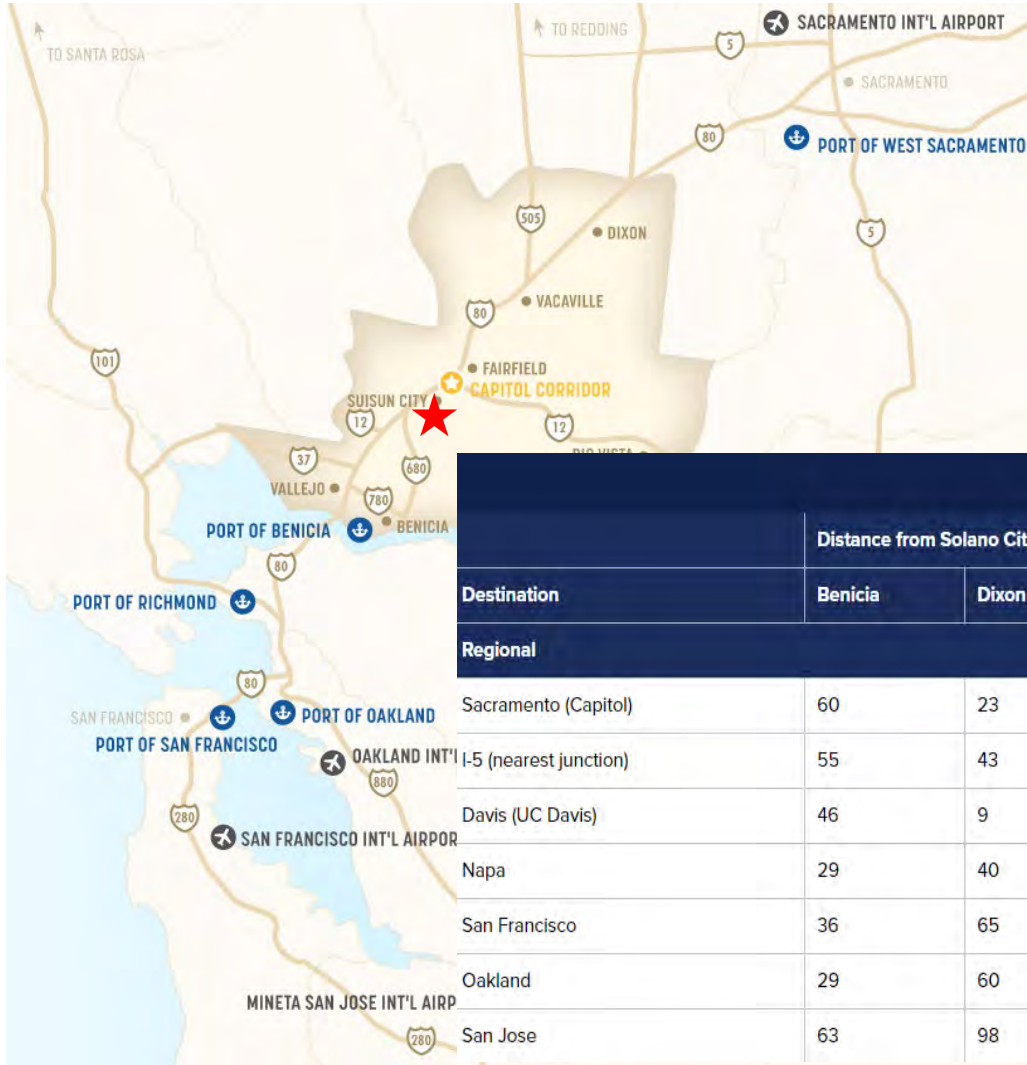 SACRAMENTO INT'L AIRPORT
TO REDDING
5
TO SANTA ROSA
SACRAMENTO
80
PORT OF WEST SACRAMENTO
505
DIXON
5
VACAVILLE
80
101
FAIRFIELD
CAPITOL CORRIDOR
SUISUN CITY
12
12
37
680
VALLEJO
780
PORT OF BENICIA
BENICIA
80
PORT OF RICHMOND
80
SAN FRANCISCO
PORT OF OAKLAND
PORT OF SAN FRANCISCO
OAKLAND INT'L
880
280
SAN FRANCISCO INT'L AIRPOR
MINETA SAN JOSE INT'L AIRP
280
Distance from Solano Cit
Destination Benicia Dixon
Regional
Sacramento (Capitol) 60 23
I-5 (nearest junction) 55 43
Davis (UC Davis) 46 9
Napa 29 40
San Francisco 36 65
Oakland 29 60
San Jose 63 98